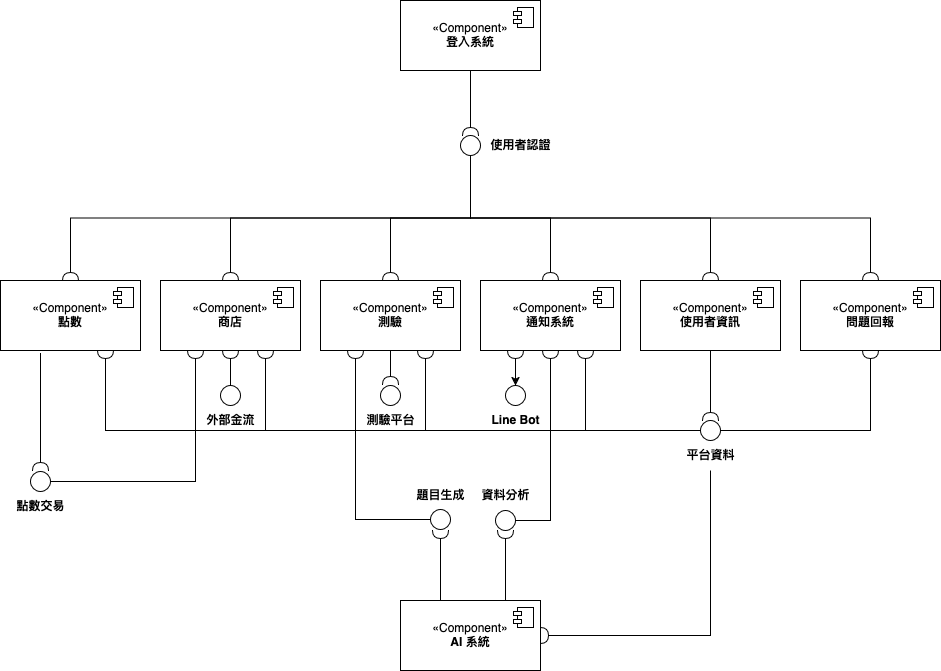 «Component»
登入系統
使用者認證
«Component»
點數
«Component»
商店
«Component»
測驗
«Component»
通知系統
«Component»
使用者資訊
«Component»
問題回報
外部金流
測驗平台
Line Bot
平台資料
點數交易
題目生成
資料分析
«Component»
AI 系統